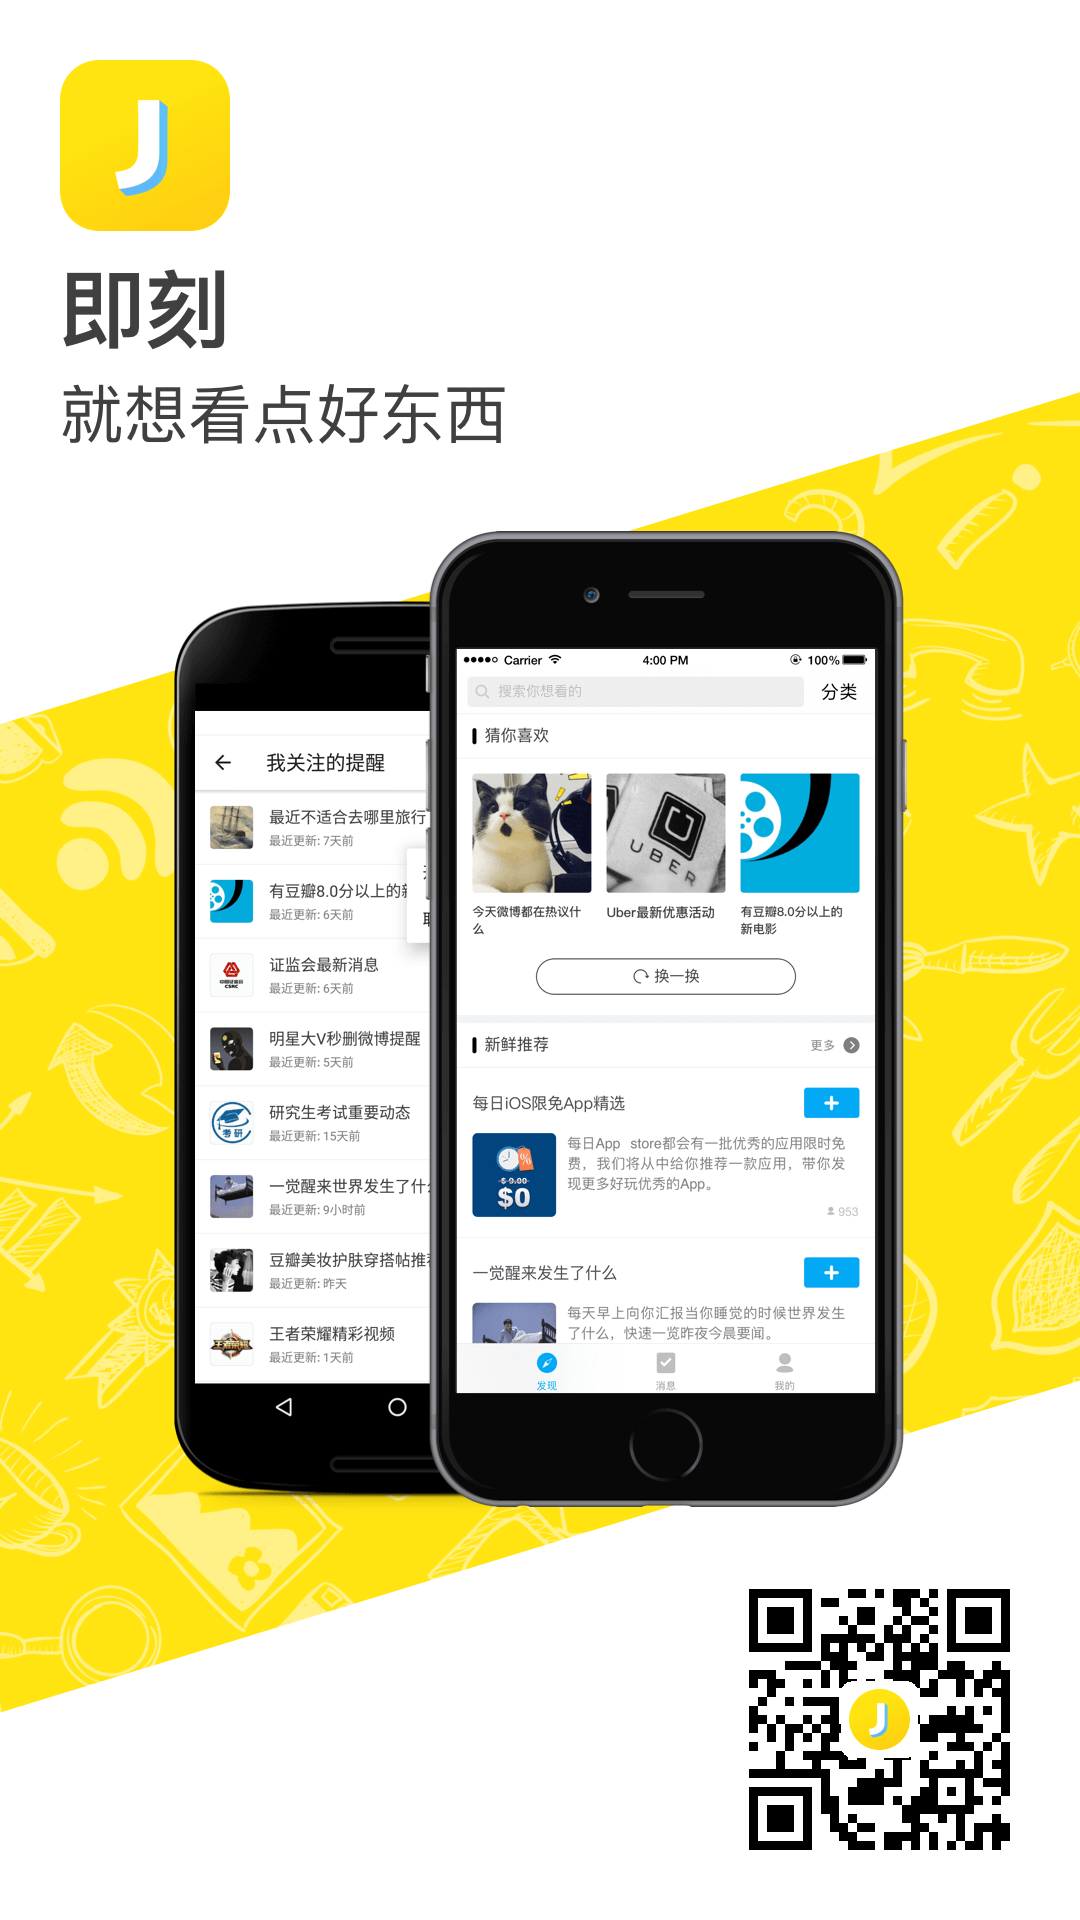 J
即刻
就想看点好东西
我关注的提醒
最近不适合去哪里旅行
最近更新: 7天前
有豆瓣8.0分以上的
最近更新: 6天前
证监会最新消息
最近更新: 6天前
CSRC
明星大V秒删微博提醒
最近更新: 5天前
研究生考试重要动态
最近更新: 15天前
考研
一觉醒来世界发生了什
最近更新: 9小时前
豆瓣美妆护肤穿搭帖推
最近更新: 昨天
王者荣耀精彩视频
最近更新: 1天前
王者荣耀
Carrier
4:00 PM
100%
搜索你想看的
分类
猜你喜欢
UBER
今天微博都在热议什
么
Uber最新优惠活动
有豆瓣8.0分以上的
新电影
换一换
新鲜推荐
更多
每日iOS限免App精选
$ 9.99
$0
每日App store都会有一批优秀的应用限时免
费，我们将从中给你推荐一款应用，带你发
现更多好玩优秀的App。
953
一觉醒来发生了什么
每天早上向你汇报当你睡觉的时候世界发生
了什么，快速一览昨夜今晨要闻。
发现
消息
我的
J